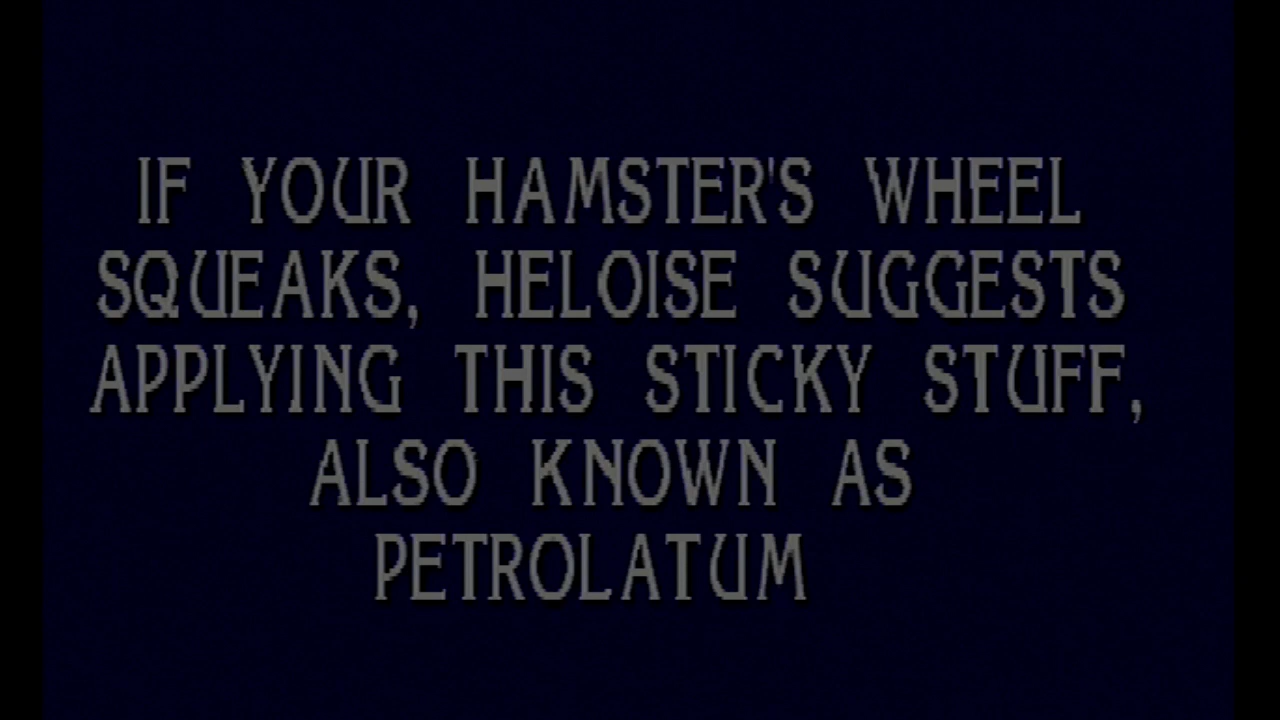 IF YOUR HAMSTER'S WHEEL
SQUEAKS, HELOISE SUGGESTS
APPLYING THIS STICKY STUFF,
ALSO KNOWN AS
PETROLATUM